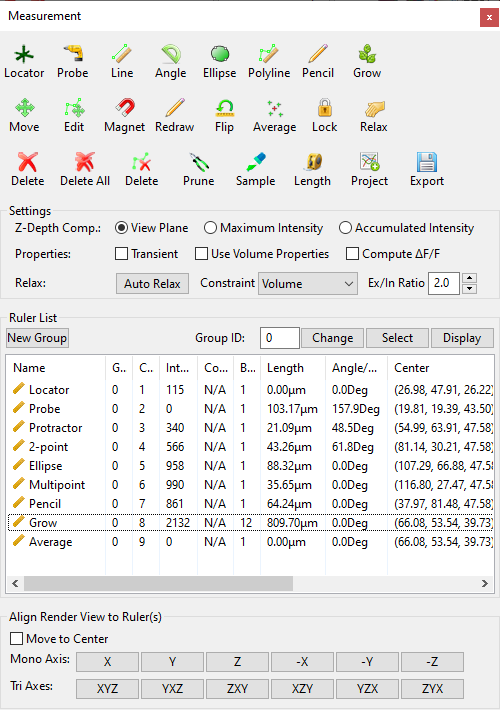 Measurement x
Locator Probe Line Angle Ellipse Polyline Pencil Grow
Move Edit Magnet Redraw Flip Average Lock Relax
Delete Delete All Delete Prune Sample Length Project Export
Settings
Z-Depth Comp.: View Plane Maximum Intensity Accumulated Intensity
Properties: Transient Use Volume Properties Compute ΔF/F
Relax: Auto Relax Constraint Volume Ex/In Ratio 2.0
Ruler List
New Group Group ID: 0 Change Select Display
Name G.. C.. Int... Co... B... Length Angle/... Center
Locator 0 1 115 N/A 1 0.00µm 0.0Deg (26.98, 47.91, 26.22)
Probe 0 2 0 N/A 1 103.17µm 157.9Deg (19.81, 19.39, 43.50)
Protractor 0 3 340 N/A 1 21.09µm 48.5Deg (54.99, 63.91, 47.58)
2-point 0 4 566 N/A 1 43.26µm 61.8Deg (81.14, 30.21, 47.58)
Ellipse 0 5 958 N/A 1 88.32µm 0.0Deg (107.29, 66.88, 47.58
Multipoint 0 6 990 N/A 1 35.65µm 0.0Deg (116.80, 27.47, 47.58
Pencil 0 7 861 N/A 1 64.24µm 0.0Deg (37.97, 81.48, 47.58)
Grow 0 8 2132 N/A 12 809.70µm 0.0Deg (66.08, 53.54, 39.73)
Average 0 9 0 N/A 1 0.00µm 0.0Deg (66.08, 53.54, 39.73)
Align Render View to Ruler(s)
Move to Center
Mono Axis: X Y Z -X -Y -Z
Tri Axes: XYZ YXZ ZXY XZY YZX ZYX